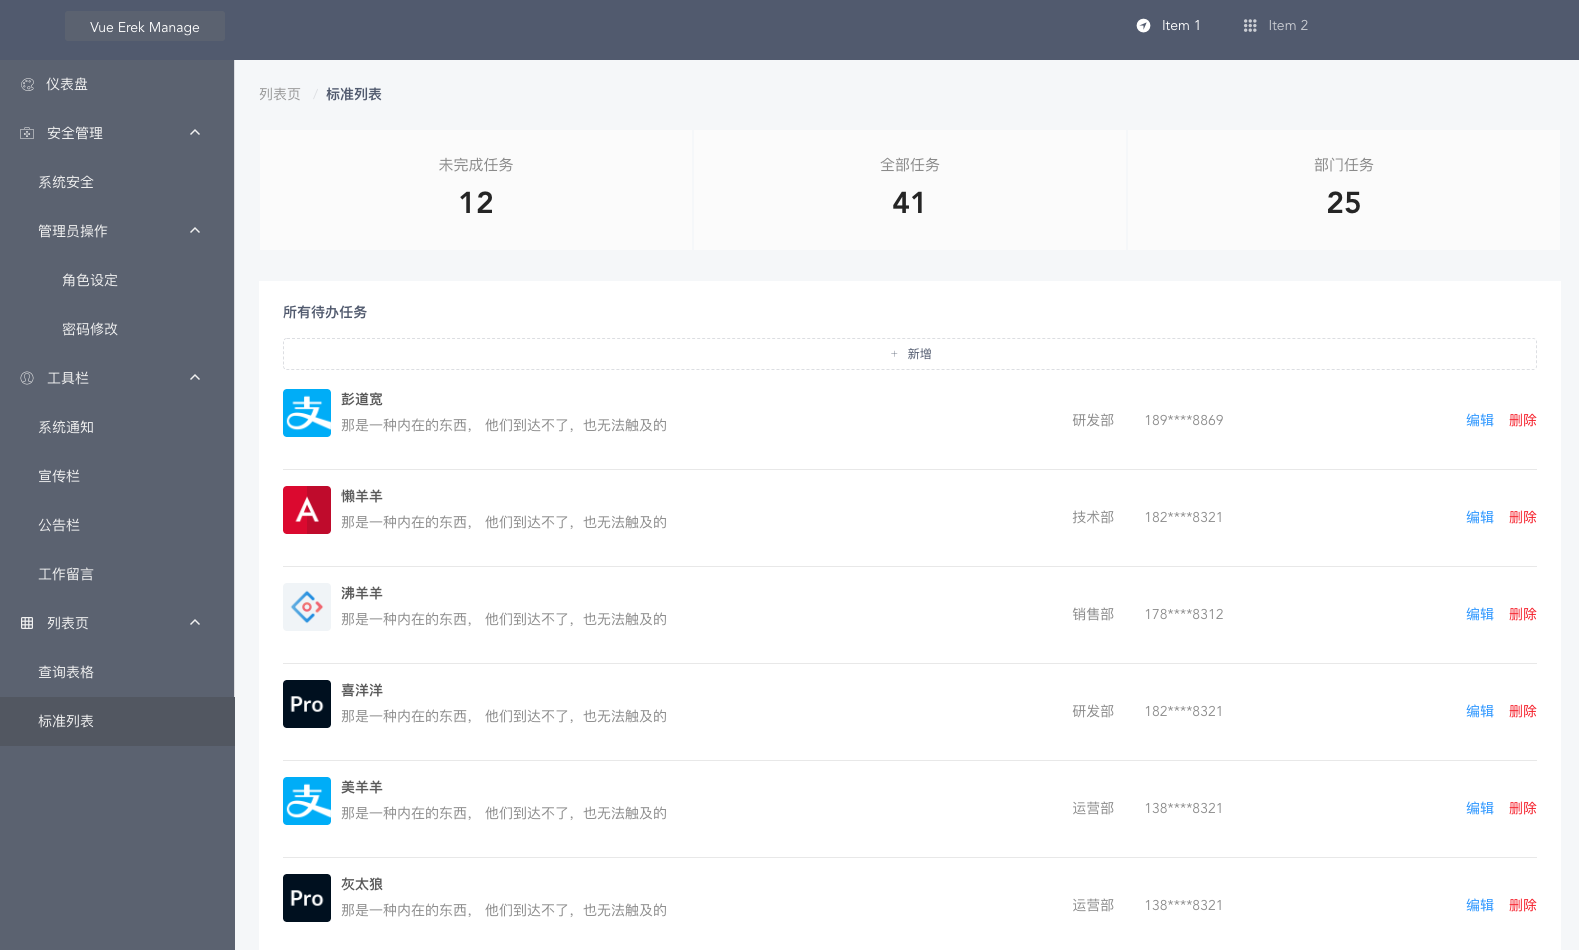 Vue Erek Manage
Item 1
Item 2
仪表盘
安全管理
系统安全
管理员操作
角色设定
密码修改
工具栏
系统通知
宣传栏
公告栏
工作留言
列表页
查询表格
标准列表
列表页 / 标准列表
未完成任务
12
全部任务
41
部门任务
25
所有待办任务
+ 新增
支
彭道宽
那是一种内在的东西， 他们到达不了，也无法触及的
研发部 189****8869 编辑 删除
A
懒羊羊
那是一种内在的东西， 他们到达不了，也无法触及的
技术部 182****8321 编辑 删除
沸羊羊
那是一种内在的东西， 他们到达不了，也无法触及的
销售部 178****8312 编辑 删除
Pro
喜洋洋
那是一种内在的东西， 他们到达不了，也无法触及的
研发部 182****8321 编辑 删除
支
美羊羊
那是一种内在的东西， 他们到达不了，也无法触及的
运营部 138****8321 编辑 删除
Pro
灰太狼
那是一种内在的东西， 他们到达不了，也无法触及的
运营部 138****8321 编辑 删除